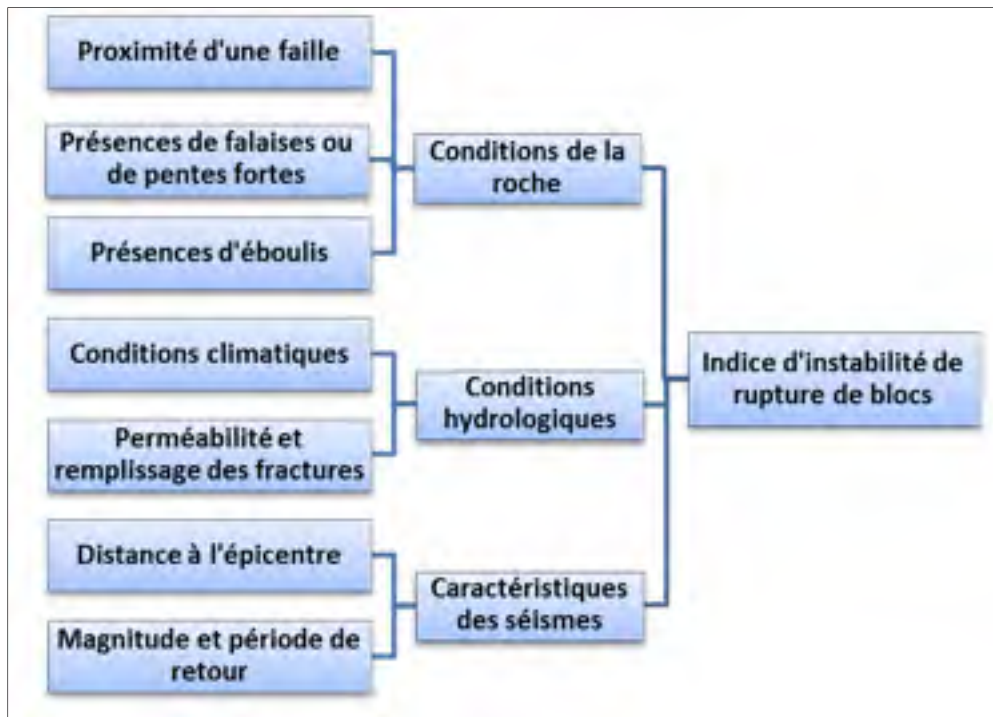 Proximité d'une faille
Présences de falaises ou
de pentes fortes
Présences d'éboulis
Conditions de la
roche
Conditions climatiques
Perméabilité et
remplissage des fractures
Conditions
hydrologiques
Distance à l'épicentre
Magnitude et période de
retour
Caractéristiques
des séismes
Indice d'instabilité de
rupture de blocs